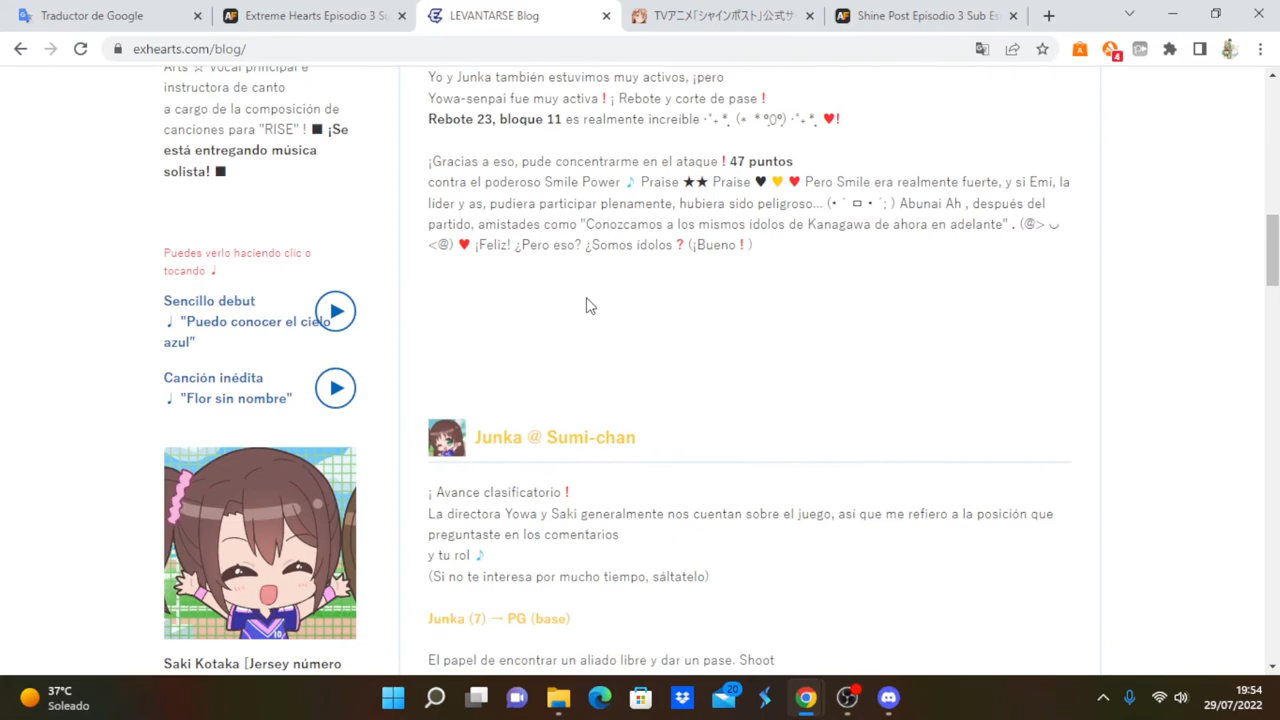 Traductor de Google
Extreme Hearts Episodio 3 Su
LEVANTARSE Blog
TVアニメ「シャインポスト」公式サ
Shine Post Episodio 3 Sub Es
exhearts.com/blog/
4
Arts ☆ Vocal principal e
instructora de canto
a cargo de la composición de
canciones para "RISE" ! ■ ¡Se
está entregando música
solista! ■
Puedes verlo haciendo clic o
tocando ♩
Sencillo debut
♩ "Puedo conocer el cielo
azul"
Canción inédita
♩ "Flor sin nombre"
10
Saki Kotaka [Jersey número
Yo y Junka también estuvimos muy activos, ¡pero
Yowa-senpai fue muy activa ! ¡ Rebote y corte de pase !
Rebote 23, bloque 11 es realmente increíble ･ﾟ₊ *̩̩͙ (∗ *ºั0ºั) ･ﾟ₊ *̩̩͙ ♥!
¡Gracias a eso, pude concentrarme en el ataque ! 47 puntos
contra el poderoso Smile Power ♪ Praise ★★ Praise ♥ ♥ ♥ Pero Smile era realmente fuerte, y si Emi, la
líder y as, pudiera participar plenamente, hubiera sido peligroso... (• ´ ㅁ • ´; ) Abunai Ah , después del
partido, amistades como "Conozcamos a los mismos ídolos de Kanagawa de ahora en adelante" . (@> ◡
<@) ♥ ¡Feliz! ¿Pero eso? ¿Somos ídolos ? (¡Bueno ! )
Junka @ Sumi-chan
¡ Avance clasificatorio !
La directora Yowa y Saki generalmente nos cuentan sobre el juego, así que me refiero a la posición que
preguntaste en los comentarios
y tu rol ♪
(Si no te interesa por mucho tiempo, sáltatelo)
Junka (7) → PG (base)
El papel de encontrar un aliado libre y dar un pase. Shoot
37°C
Soleado
20
19:54
29/07/2022